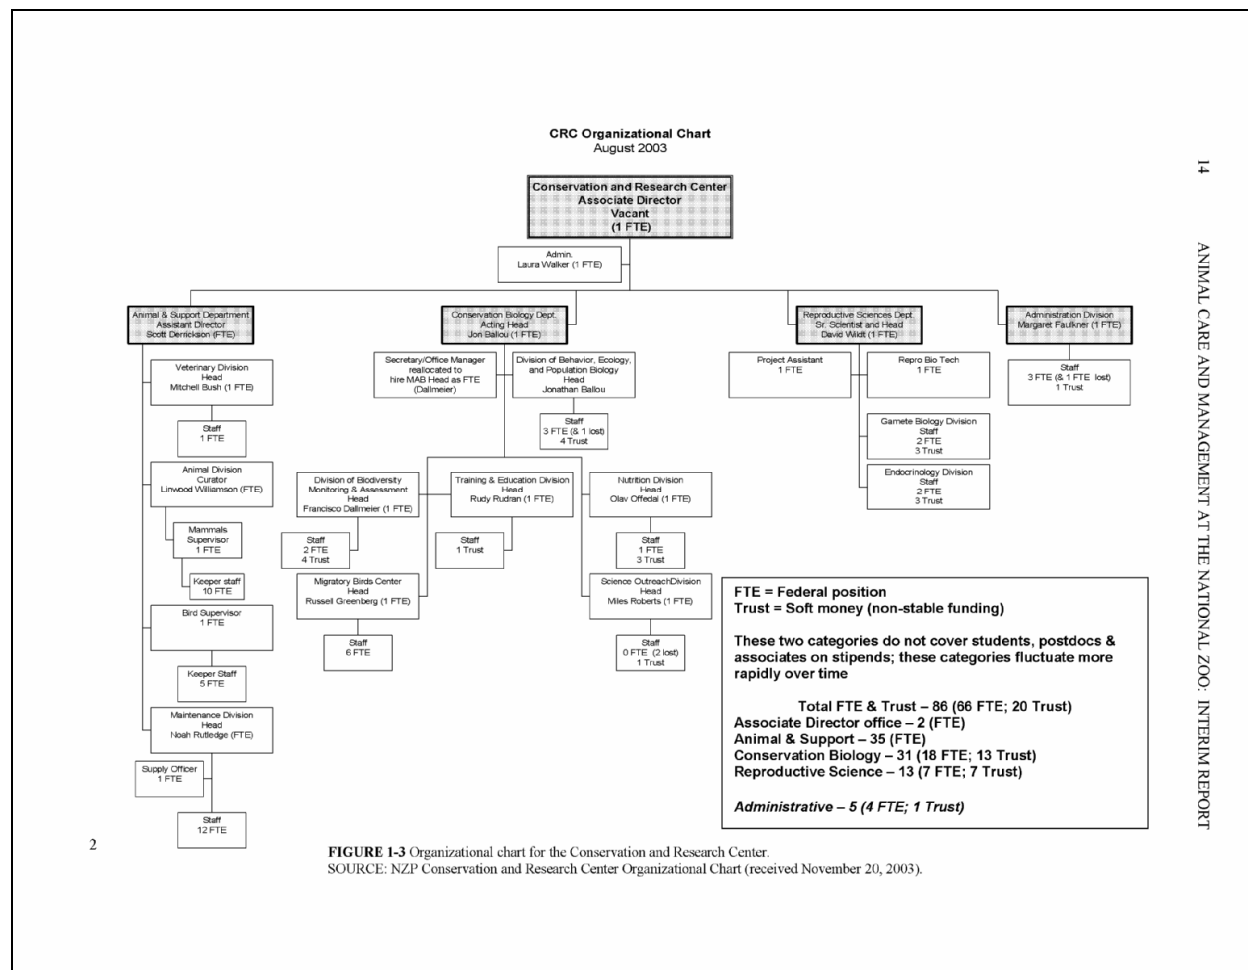 CRC Organizational Chart
August 2003
Conservation and Research Center
Associate Director
Vacant
(1 FTE)
Admin.
Laura Walker (1 FTE)
Animal & Support Department
Assistant Director
Scott Derrickson (FTE)
Conservation Biology Dept.
Acting Head
Jon Ballou (1 FTE)
Reproductive Sciences Dept
Sr. Scientist and Head
David Wildt (1 FTE)
Administration Division
Margaret Faulkner (1 FTE)
Veterinary Division
Head
Mitchell Bush (1 FTE)
Staff
1 FTE
Animal Division
Curator
Linwood Williamson (FTE)
Mammals
Supervisor
1 FTE
Keeper staff
10 FTE
Bird Supervisor
1 FTE
Keeper Staff
5 FTE
Maintenance Division
Head
Noah Rutledge (FTE)
Supply Officer
1 FTE
Staff
12 FTE
Secretary/Office Manager
reallocated to
hire MAB Head as FTE
(Dallmeier)
Division of Behavior, Ecology,
and Population Biology
Head
Jonathan Ballou
Staff
3 FTE (& 1 lost)
4 Trust
Division of Biodversity
Monitoring & Assessment
Head
Francisco Dallmeier (1 FTE)
Staff
2 FTE
4 Trust
Training & Education Division
Head
Rudy Rudran (1 FTE)
Staff
1 Trust
Nutrition Division
Head
Olav Offedal (1 FTE)
Staff
1 FTE
3 Trust
Migratory Birds Center
Head
Russell Greenberg (1 FTE)
Staff
6 FTE
Science OutreachDivision
Head
Miles Roberts (1 FTE)
Staff
0 FTE (2 lost)
1 Trust
Project Assistant
1 FTE
Repro Bio Tech
1 FTE
Gamete Biology Division
Staff
2 FTE
3 Trust
Endocrinology Division
Staff
2 FTE
3 Trust
Staff
3 FTE (& 1 FTE lost)
1 Trust
FTE = Federal position
Trust = Soft money (non-stable funding)
These two categories do not cover students, postdocs &
associates on stipends; these categories fluctuate more
rapidly over time
Total FTE & Trust – 86 (66 FTE; 20 Trust)
Associate Director office – 2 (FTE)
Animal & Support – 35 (FTE)
Conservation Biology – 31 (18 FTE; 13 Trust)
Reproductive Science – 13 (7 FTE; 7 Trust)
Administrative – 5 (4 FTE; 1 Trust)
2
FIGURE 1-3 Organizational chart for the Conservation and Research Center.
SOURCE: NZP Conservation and Research Center Organizational Chart (received November 20, 2003).
14 ANIMAL CARE AND MANAGEMENT AT THE NATIONAL ZOO: INTERIM REPORT